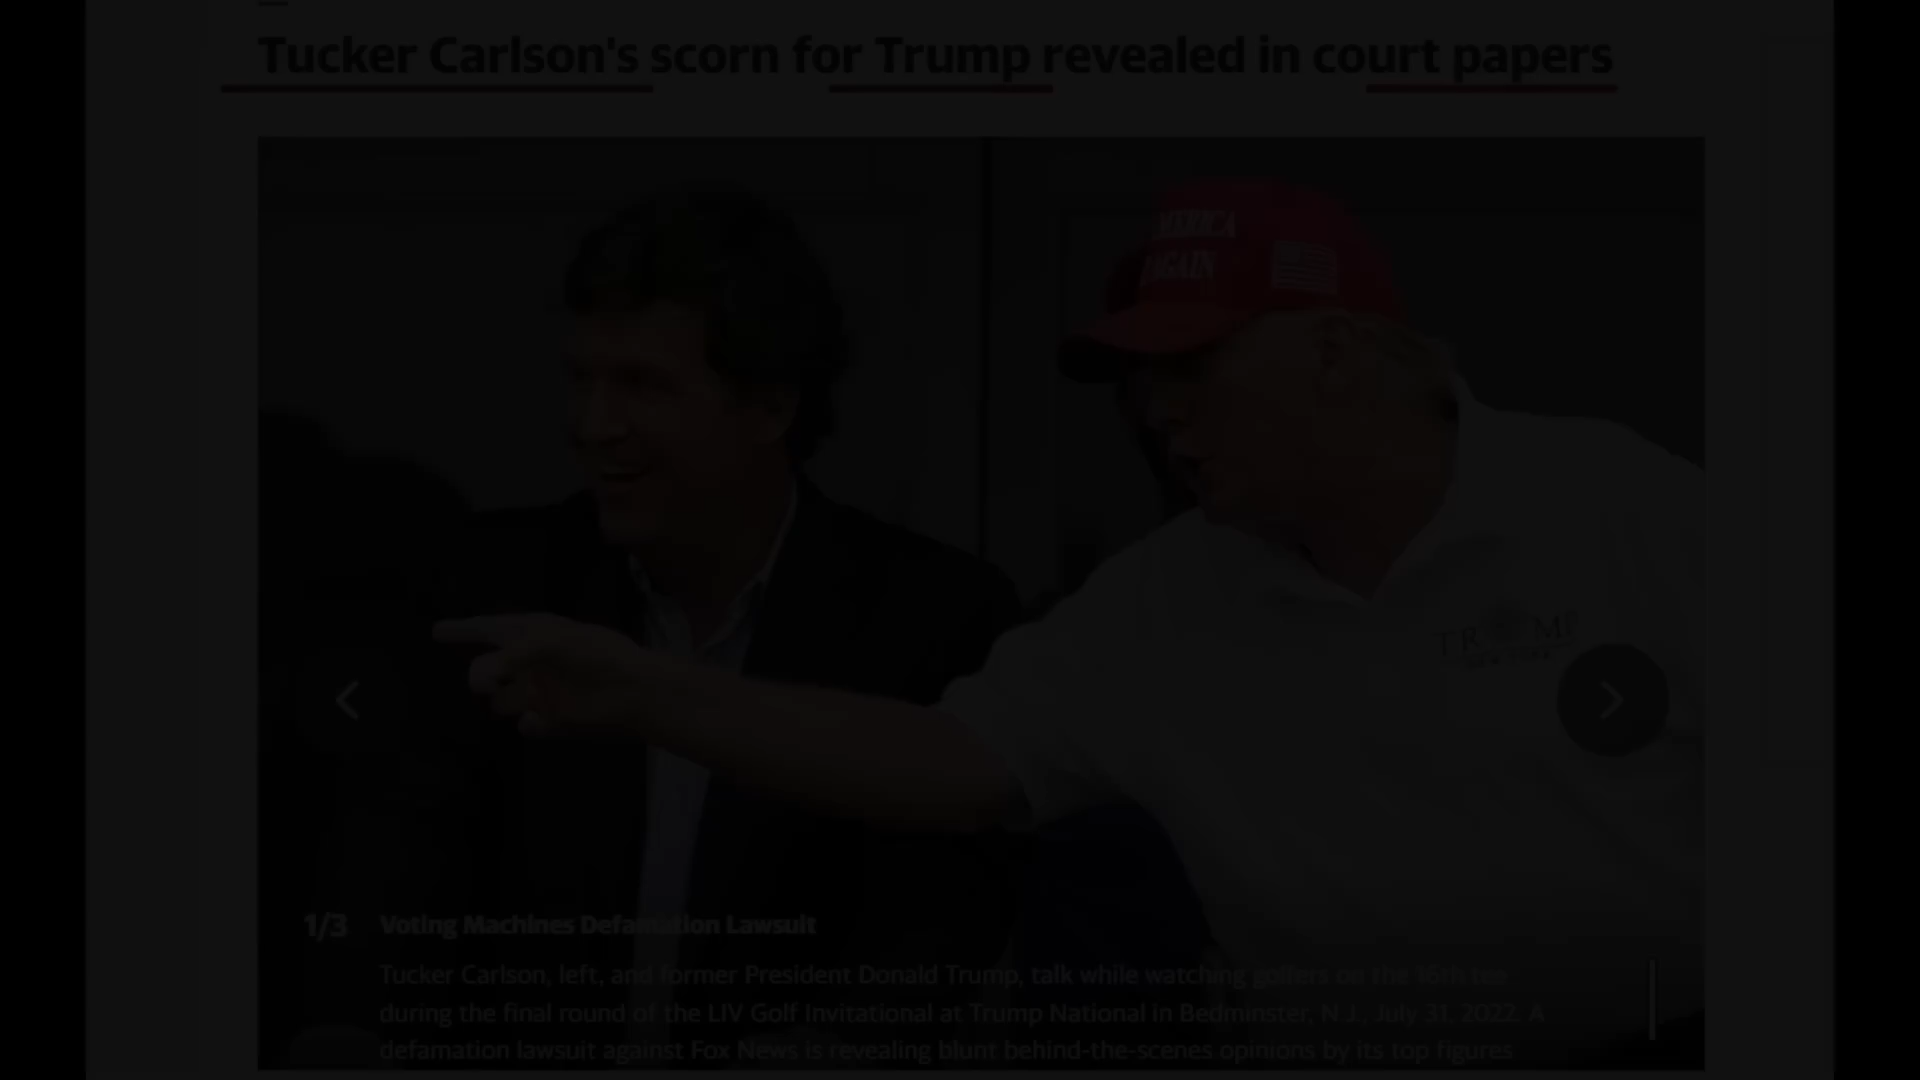 Tucker Carlson's scorn for Trump revealed in court papers
MERICA
AGAIN
TRUMP
1/3
Voting Machines Defamation Lawsuit
Tucker Carlson, left, and former President Donald Trump, talk while watching golfers on the 16th tee
during the final round of the LIV Golf Invitational at Trump National in Bedminster, N.J., July 31, 2022. A
defamation lawsuit against Fox News is revealing blunt behind-the-scenes opinions by its top figures